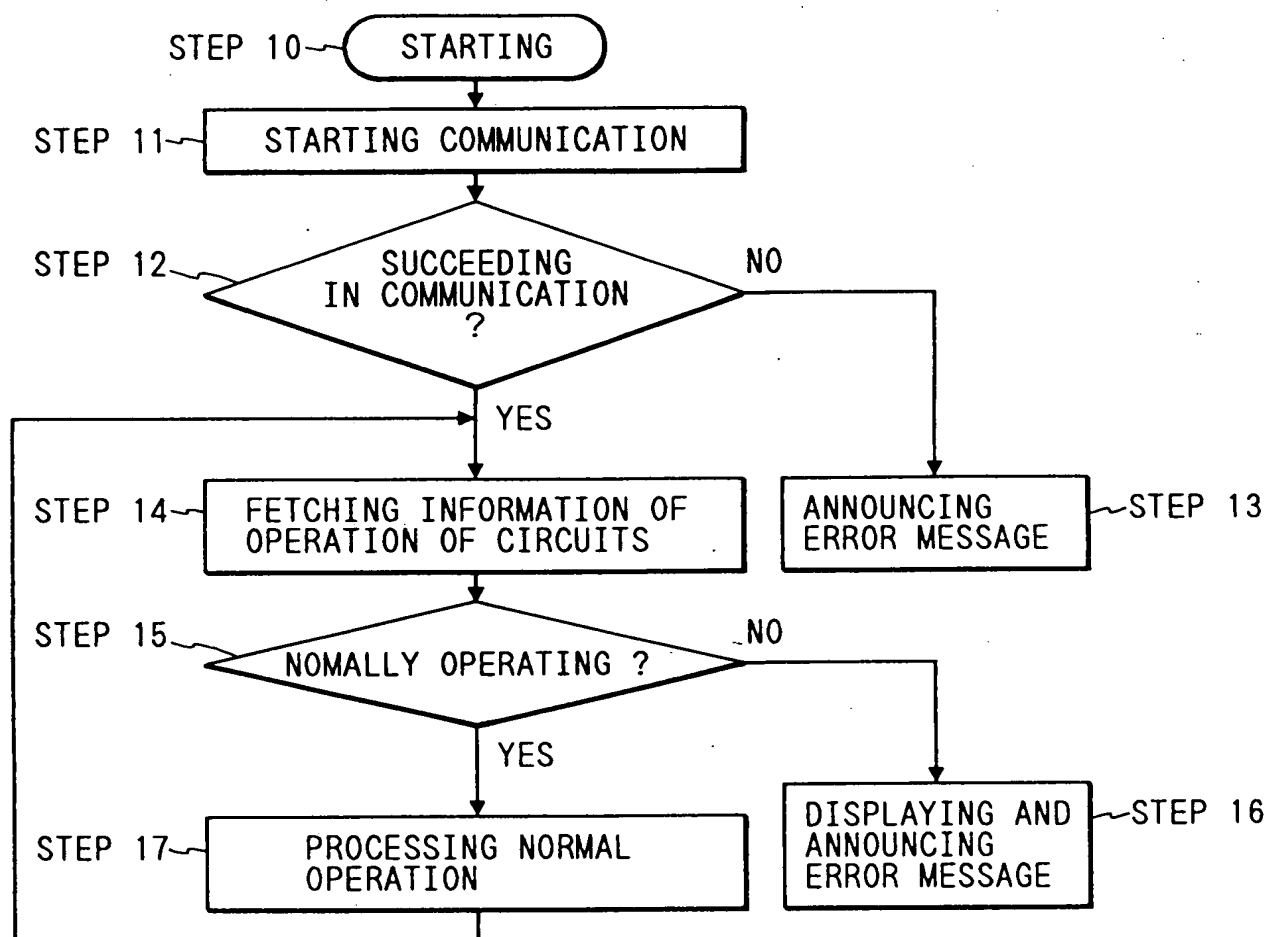 STEP 10
STARTING
STEP 11
STARTING COMMUNICATION
STEP 12
SUCCEEDING
IN COMMUNICATION
?
NO
YES
STEP 14
FETCHING INFORMATION OF
OPERATION OF CIRCUITS
ANNOUNCING
ERROR MESSAGE
STEP 13
STEP 15
NOMALLY OPERATING ?
NO
YES
STEP 17
PROCESSING NORMAL
OPERATION
DISPLAYING AND
ANNOUNCING
ERROR MESSAGE
STEP 16